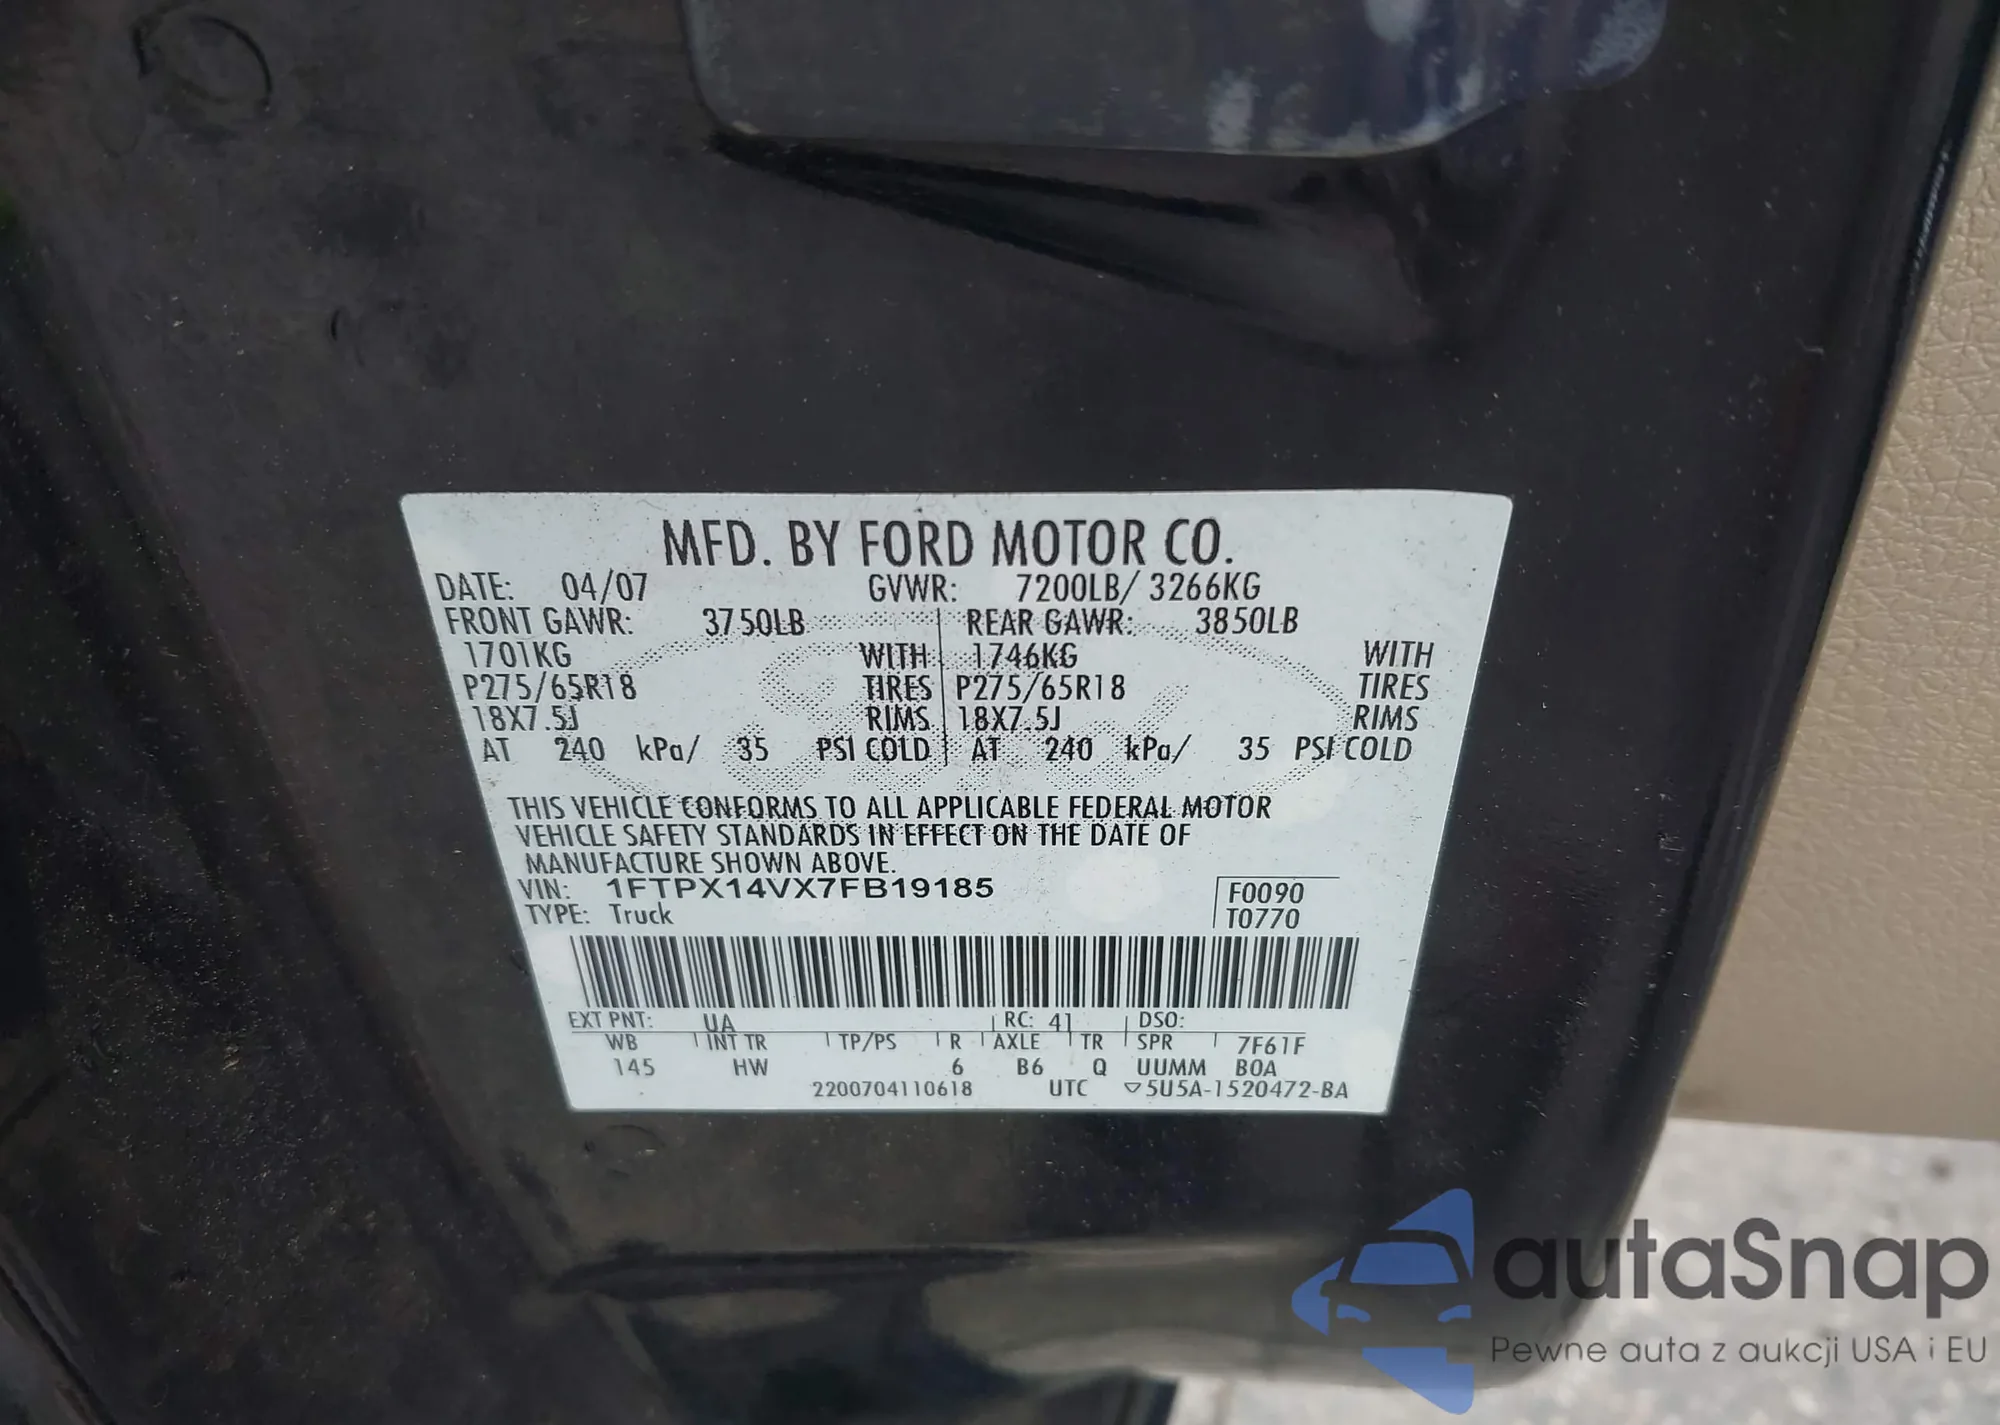 MFD. BY FORD MOTOR CO.
DATE: 04/07 GVWR: 7200LB/ 3266KG
FRONT GAWR: 3750LB REAR GAWR: 3850LB
1701KG WITH 1746KG WITH
P275/65R18 TIRES P275/65R18 TIRES
18X7.5J RIMS 18X7.5J RIMS
AT 240 kPa/ 35 PSI COLD AT 240 kPa/ 35 PSI COLD
THIS VEHICLE CONFORMS TO ALL APPLICABLE FEDERAL MOTOR
VEHICLE SAFETY STANDARDS IN EFFECT ON THE DATE OF
MANUFACTURE SHOWN ABOVE.
VIN: 1FTPX14VX7FB19185 F0090
TYPE: Truck T0770
EXT PNT: UA RC: 41 DSO:
WB INT TR TP/PS R AXLE TR SPR 7F61F
145 HW 6 B6 Q UUMM BOA
2200704110618 UTC ▽5U5A-1520472-BA
autaSnap
Pewne auta z aukcji USA i EU